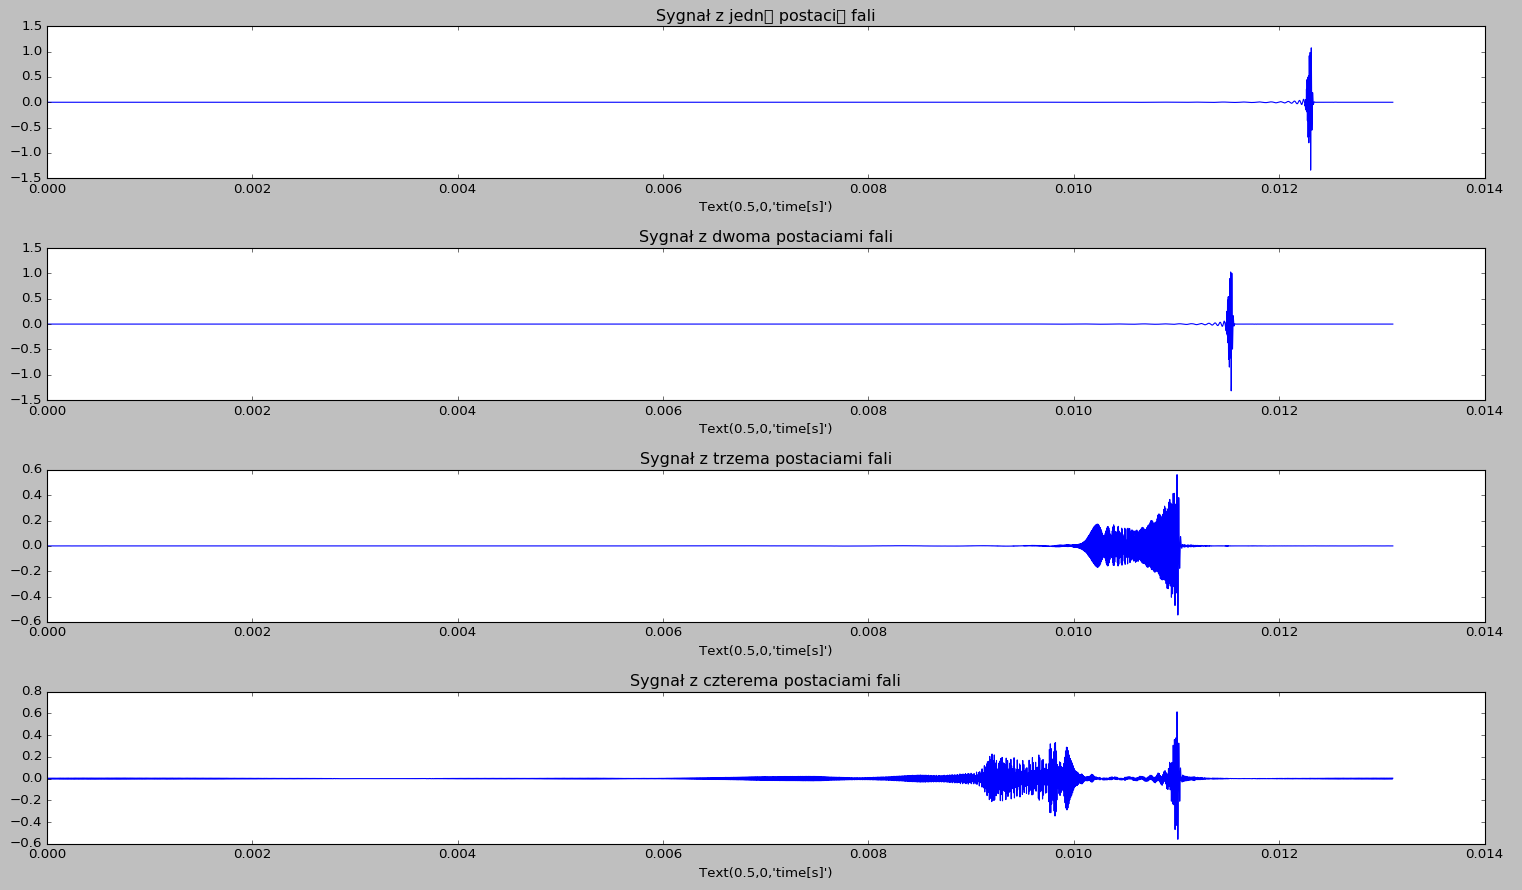 Sygnał z jedn▯ postaci▯ fali
1.5
1.0
0.5
0.0
−0.5
−1.0
−1.5
0.000 0.002 0.004 0.006 0.008 0.010 0.012 0.014
Text(0.5,0,'time[s]')
Sygnał z dwoma postaciami fali
1.5
1.0
0.5
0.0
−0.5
−1.0
−1.5
0.000 0.002 0.004 0.006 0.008 0.010 0.012 0.014
Text(0.5,0,'time[s]')
Sygnał z trzema postaciami fali
0.6
0.4
0.2
0.0
−0.2
−0.4
−0.6
0.000 0.002 0.004 0.006 0.008 0.010 0.012 0.014
Text(0.5,0,'time[s]')
Sygnał z czterema postaciami fali
0.8
0.6
0.4
0.2
0.0
−0.2
−0.4
−0.6
0.000 0.002 0.004 0.006 0.008 0.010 0.012 0.014
Text(0.5,0,'time[s]')